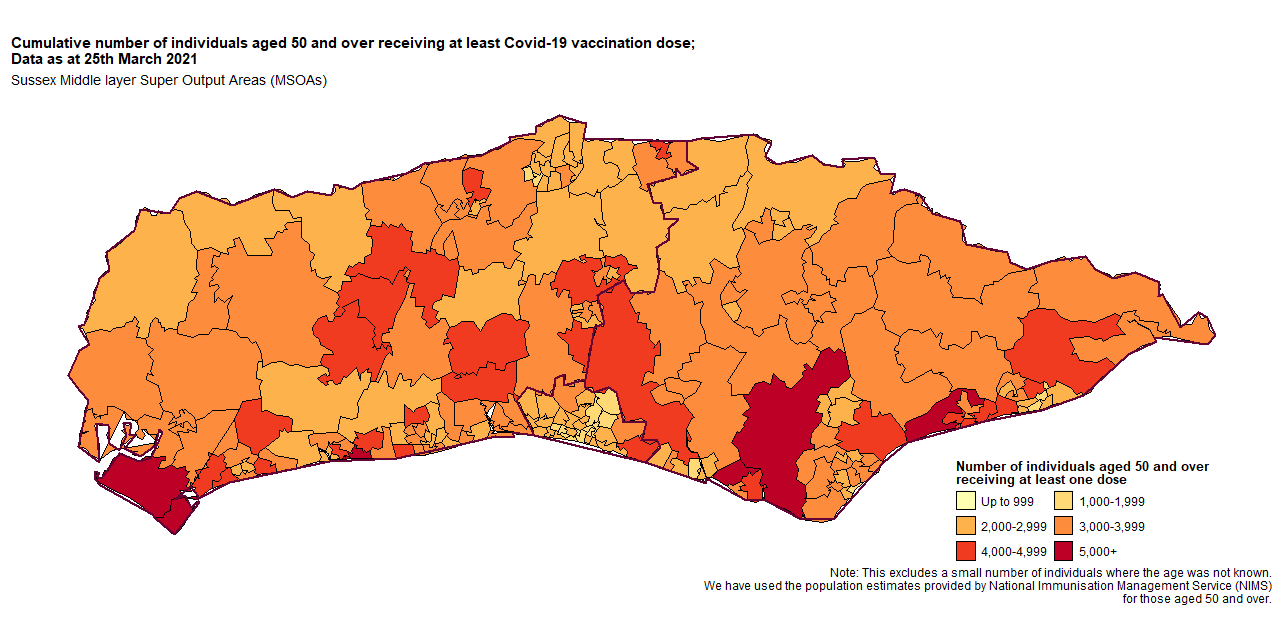 Cumulative number of individuals aged 50 and over receiving at least Covid-19 vaccination dose;
Data as at 25th March 2021
Sussex Middle layer Super Output Areas (MSOAs)
Number of individuals aged 50 and over
receiving at least one dose
Up to 999 1,000-1,999
2,000-2,999 3,000-3,999
4,000-4,999 5,000+
Note: This excludes a small number of individuals where the age was not known.
We have used the population estimates provided by National Immunisation Management Service (NIMS)
for those aged 50 and over.